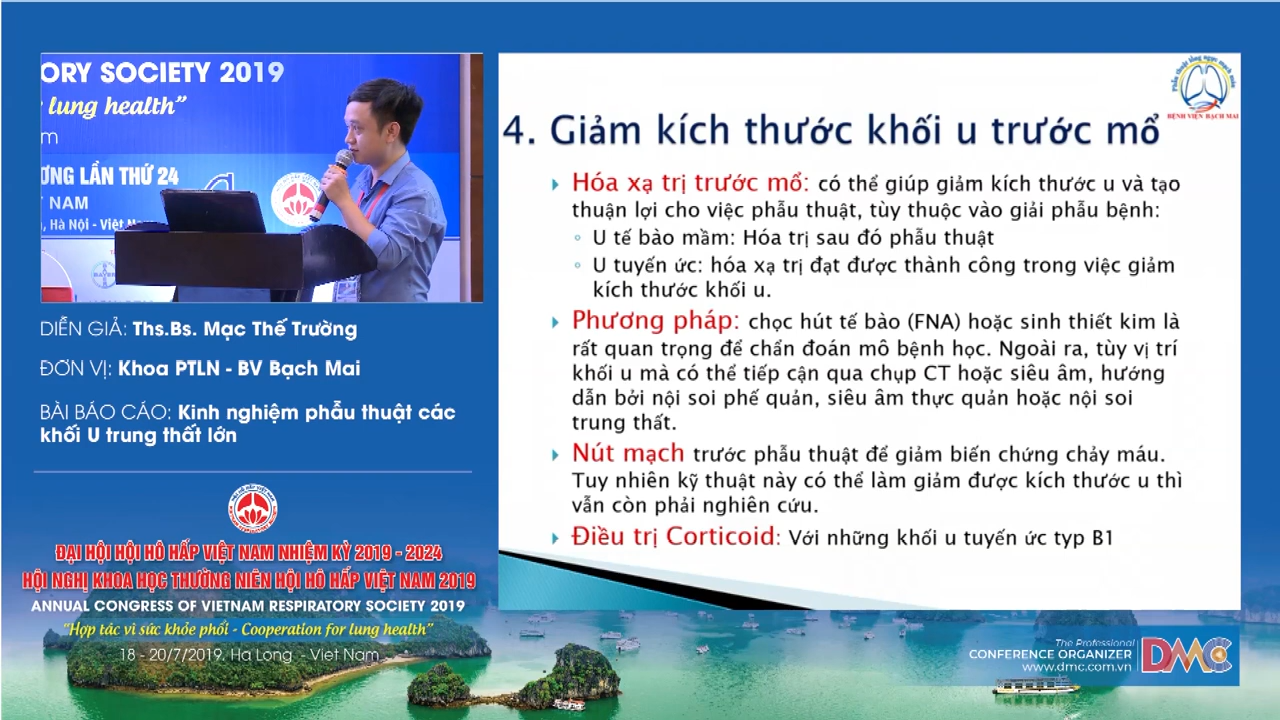 ORY SOCIETY 2019
lung health"
ƯƠNG LẦN THỨ 24
NAM
, Hà Nội - Việt N
BAYER
DIỄN GIẢ: Ths.Bs. Mạc Thế Trường
ĐƠN VỊ: Khoa PTLN - BV Bạch Mai
BÀI BÁO CÁO: Kinh nghiệm phẫu thuật các
khối U trung thất lớn
HỘI HÔ HẤP VIỆT NAM
ĐẠI HỘI HỘI HÔ HẤP VIỆT NAM NHIỆM KỲ 2019 - 2024
HỘI NGHỊ KHOA HỌC THƯỜNG NIÊN HỘI HÔ HẤP VIỆT NAM 2019
ANNUAL CONGRESS OF VIETNAM RESPIRATORY SOCIETY 2019
"Hợp tác vì sức khỏe phổi - Cooperation for lung health"
18 - 20/7/2019, Ha Long - Viet Nam
Phẫu thuật lồng ngực mạch máu
BỆNH VIỆN BẠCH MAI
4. Giảm kích thước khối u trước mổ
Hóa xạ trị trước mổ: có thể giúp giảm kích thước u và tạo
thuận lợi cho việc phẫu thuật, tùy thuộc vào giải phẫu bệnh:
U tế bào mầm: Hóa trị sau đó phẫu thuật
U tuyến ức: hóa xạ trị đạt được thành công trong việc giảm
kích thước khối u.
Phương pháp: chọc hút tế bào (FNA) hoặc sinh thiết kim là
rất quan trọng để chẩn đoán mô bệnh học. Ngoài ra, tùy vị trí
khối u mà có thể tiếp cận qua chụp CT hoặc siêu âm, hướng
dẫn bởi nội soi phế quản, siêu âm thực quản hoặc nội soi
trung thất.
Nút mạch trước phẫu thuật để giảm biến chứng chảy máu.
Tuy nhiên kỹ thuật này có thể làm giảm được kích thước u thì
vẫn còn phải nghiên cứu.
Điều trị Corticoid: Với những khối u tuyến ức typ B1
The Professional
CONFERENCE ORGANIZER
www.dmc.com.vn
DMC